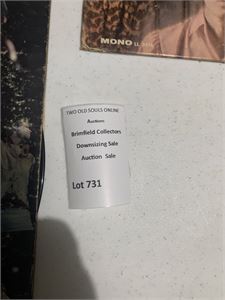 MONO
TWO OLD SOULS ONLINE
Auctions
Brimfield Collectors
Downsizing Sale
Auction Sale
Lot 731